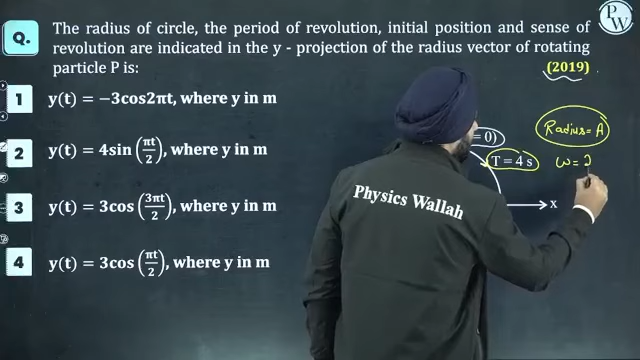 Q.
The radius of circle, the period of revolution, initial position and sense of
revolution are indicated in the y - projection of the radius vector of rotating
particle P is:
(2019)
1 y(t) = −3cos2πt, where y in m
2 y(t) = 4sin (πt/2), where y in m
3 y(t) = 3cos (3πt/2), where y in m
4 y(t) = 3cos (πt/2), where y in m
= 0)
T = 4 s
x
Radius = A
ω = 2
Physics Wallah
P W